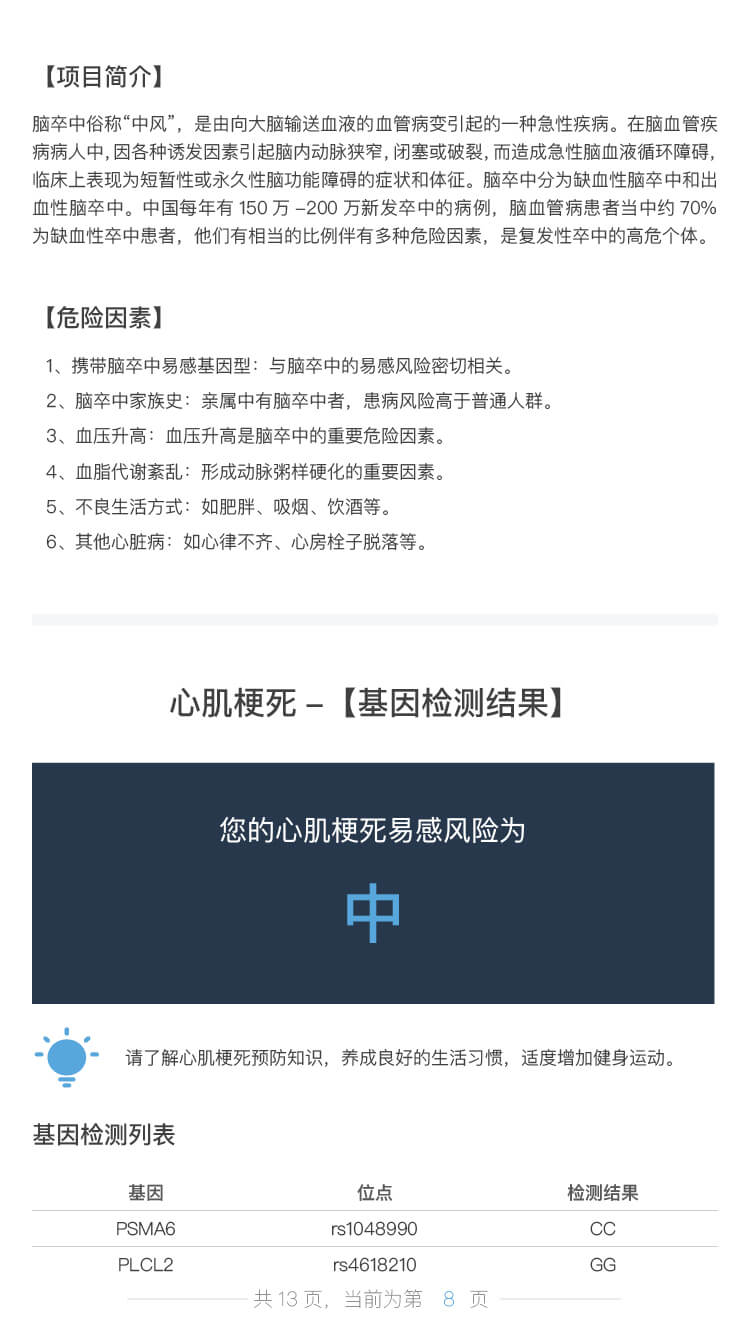 【项目简介】
脑卒中俗称“中风”，是由向大脑输送血液的血管病变引起的一种急性疾病。在脑血管疾
病病人中,因各种诱发因素引起脑内动脉狭窄,闭塞或破裂,而造成急性脑血液循环障碍,
临床上表现为短暂性或永久性脑功能障碍的症状和体征。脑卒中分为缺血性脑卒中和出
血性脑卒中。中国每年有 150 万 –200 万新发卒中的病例，脑血管病患者当中约 70%
为缺血性卒中患者，他们有相当的比例伴有多种危险因素，是复发性卒中的高危个体。
【危险因素】
1、携带脑卒中易感基因型：与脑卒中的易感风险密切相关。
2、脑卒中家族史：亲属中有脑卒中者，患病风险高于普通人群。
3、血压升高：血压升高是脑卒中的重要危险因素。
4、血脂代谢紊乱：形成动脉粥样硬化的重要因素。
5、不良生活方式：如肥胖、吸烟、饮酒等。
6、其他心脏病：如心律不齐、心房栓子脱落等。
心肌梗死 –【基因检测结果】
您的心肌梗死易感风险为
中
请了解心肌梗死预防知识，养成良好的生活习惯，适度增加健身运动。
基因检测列表
基因 位点 检测结果
PSMA6 rs1048990 CC
PLCL2 rs4618210 GG
共 13 页，当前为第 8 页